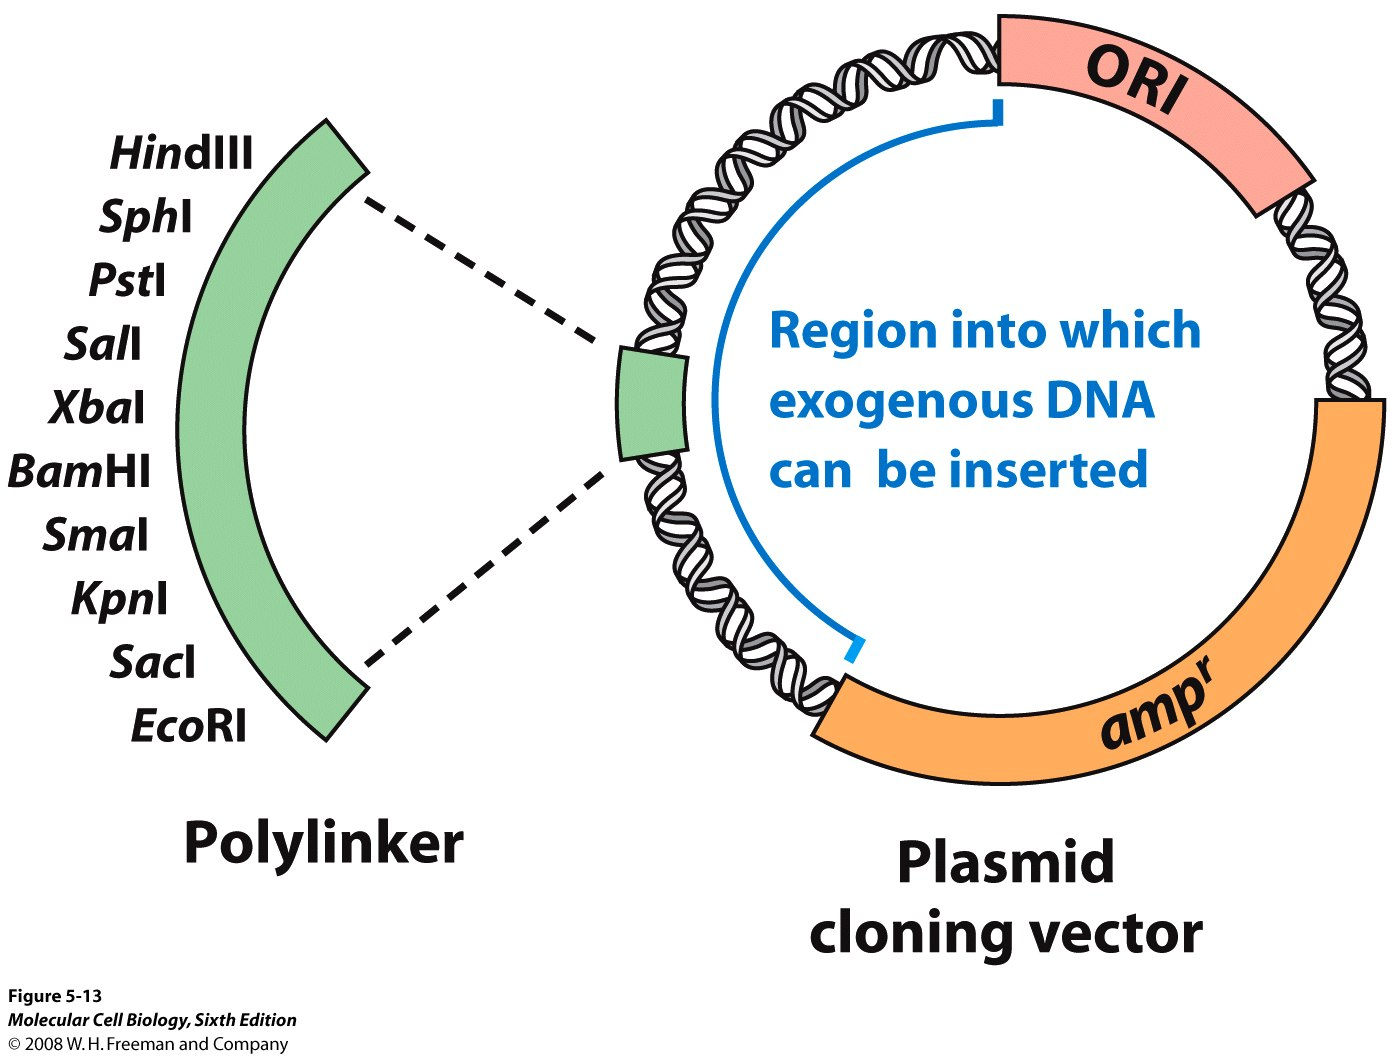 HindIII
SphI
PstI
SalI
XbaI
BamHI
SmaI
KpnI
SacI
EcoRI
Polylinker
ORI
Region into which
exogenous DNA
can be inserted
ampʳ
Plasmid
cloning vector
Figure 5-13
Molecular Cell Biology, Sixth Edition
© 2008 W. H. Freeman and Company